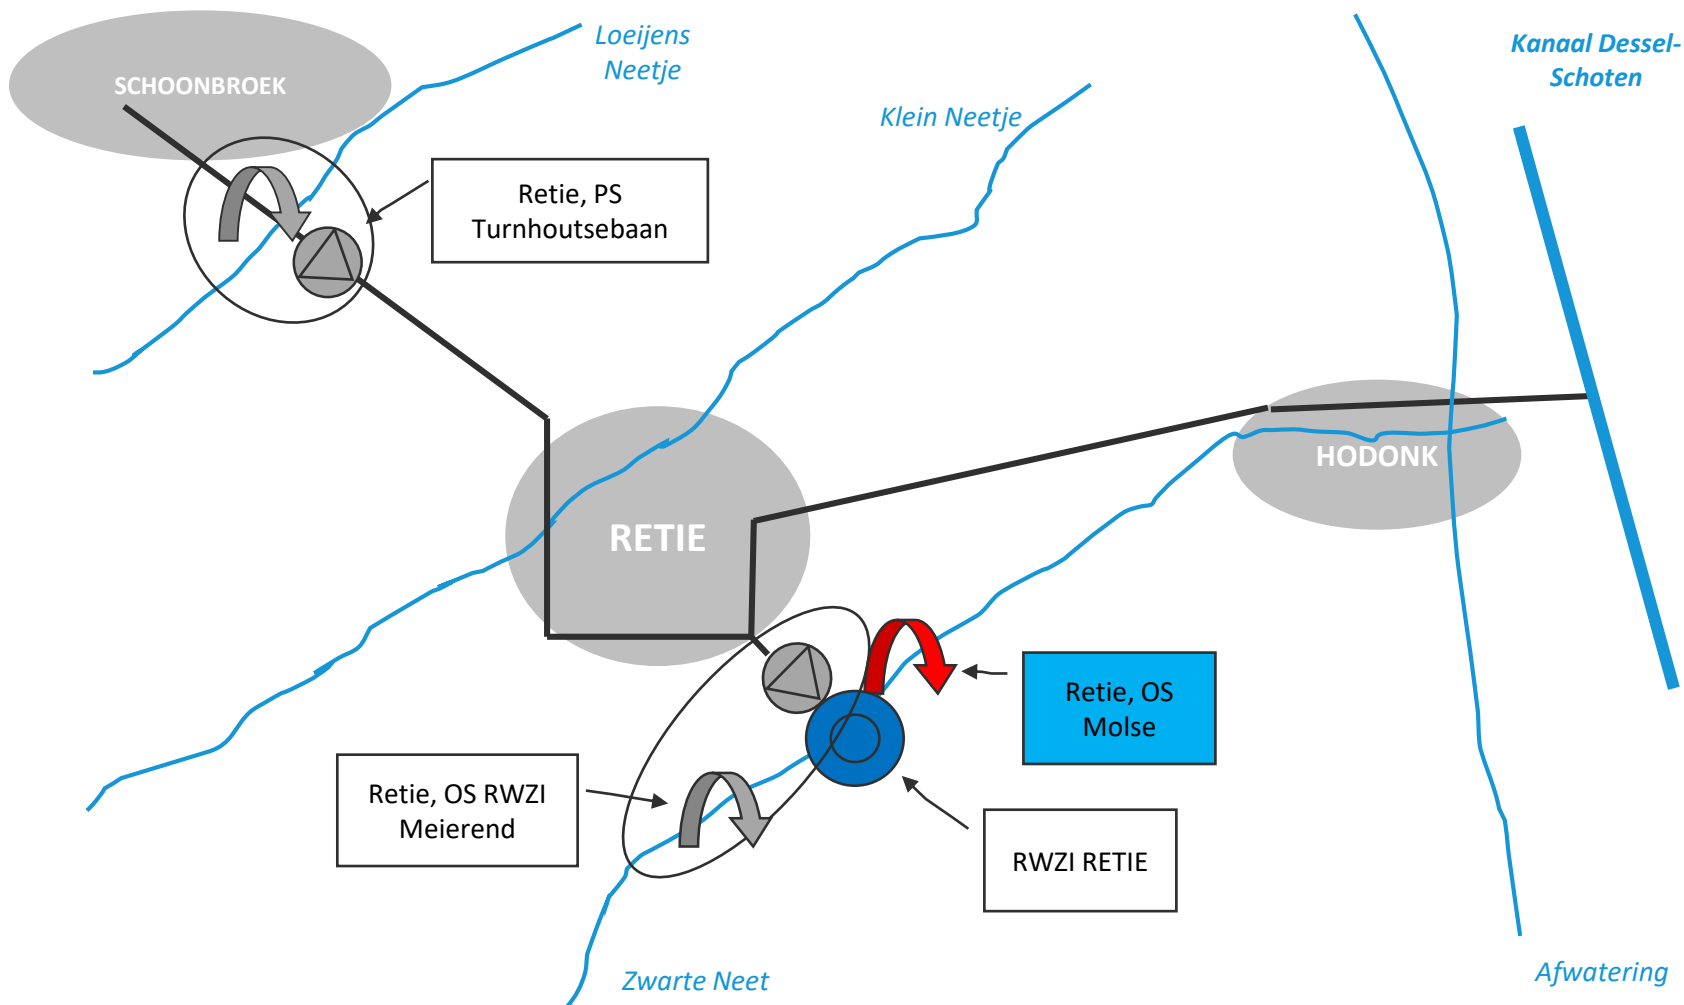 Loeijens
Neetje
Kanaal Dessel-
Schoten
SCHOONBROEK
Klein Neetje
Retie, PS
Turnhoutsebaan
HODONK
RETIE
Retie, OS
Molse
Retie, OS RWZI
Meierend
RWZI RETIE
Zwarte Neet
Afwatering